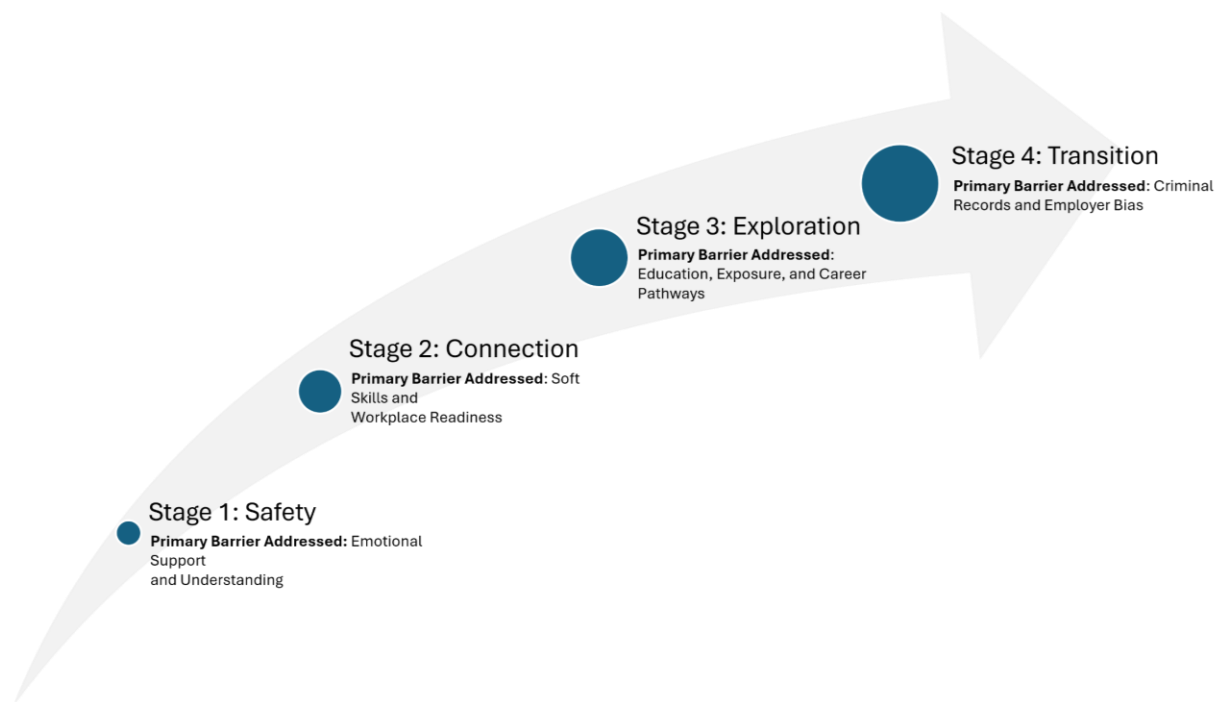 Stage 4: Transition
Primary Barrier Addressed: Criminal
Records and Employer Bias
Stage 3: Exploration
Primary Barrier Addressed:
Education, Exposure, and Career
Pathways
Stage 2: Connection
Primary Barrier Addressed: Soft
Skills and
Workplace Readiness
Stage 1: Safety
Primary Barrier Addressed: Emotional
Support
and Understanding